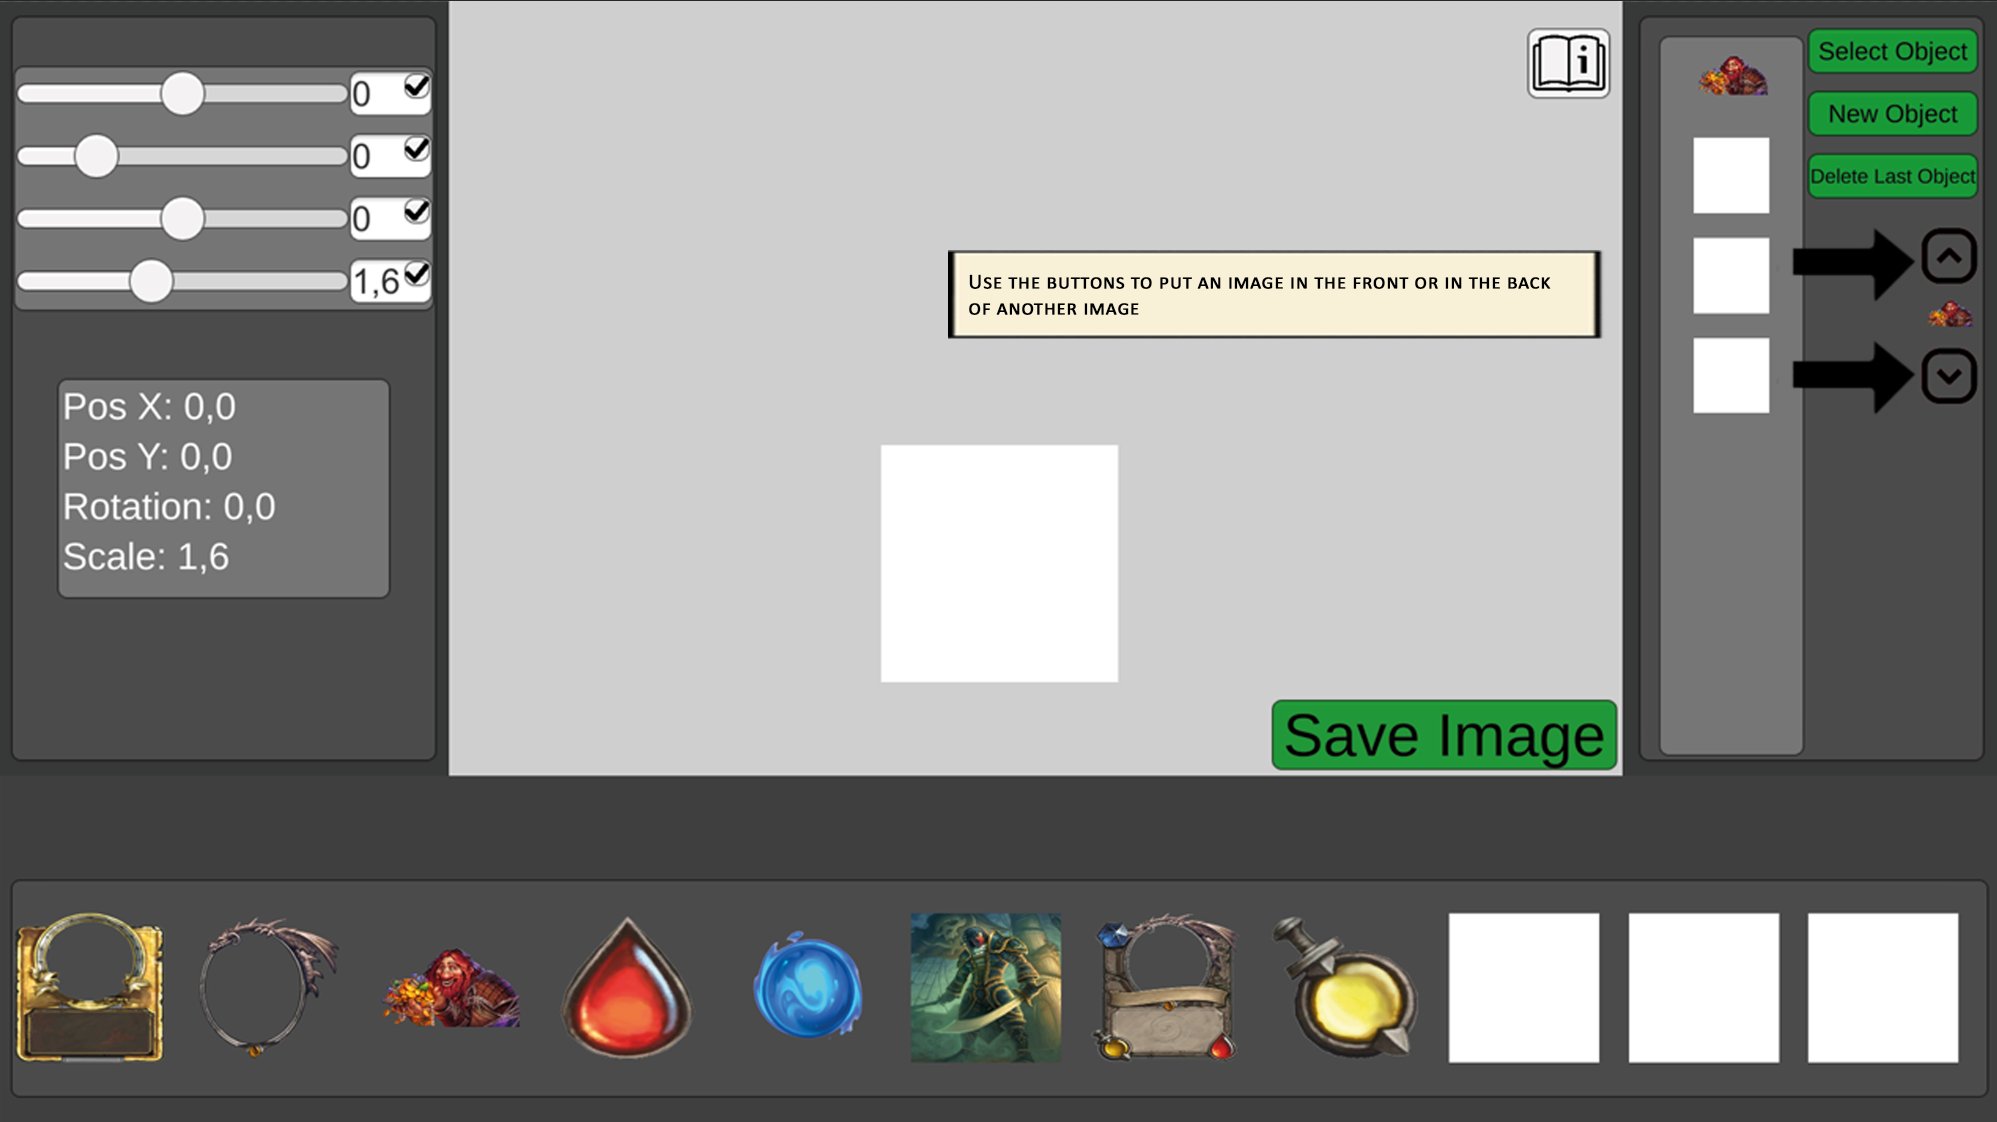 0
0
0
1,6
Pos X: 0,0
Pos Y: 0,0
Rotation: 0,0
Scale: 1,6
i
Use the buttons to put an image in the front or in the back
of another image
Save Image
Select Object
New Object
Delete Last Object